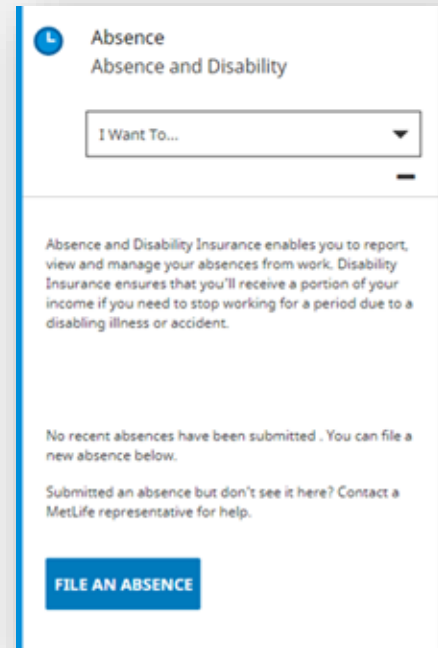 Absence
Absence and Disability
I Want To...
Absence and Disability Insurance enables you to report,
view and manage your absences from work. Disability
Insurance ensures that you'll receive a portion of your
income if you need to stop working for a period due to a
disabling illness or accident.
No recent absences have been submitted . You can file a
new absence below.
Submitted an absence but don't see it here? Contact a
MetLife representative for help.
FILE AN ABSENCE